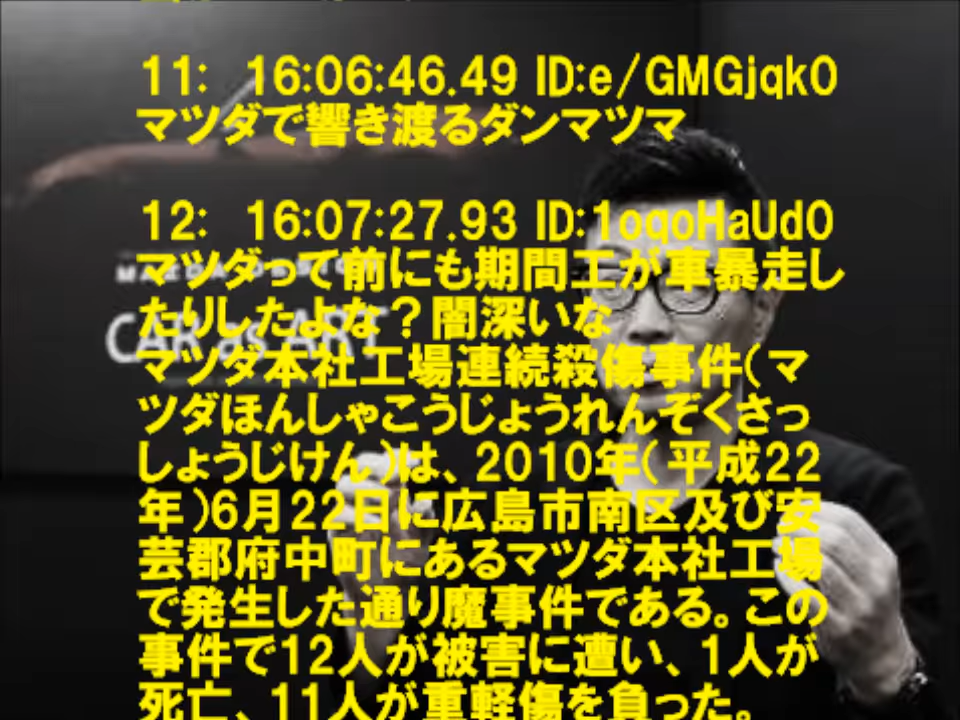 11: 16:06:46.49 ID:e/GMGjqk0
マツダで響き渡るダンマツマ
12: 16:07:27.93 ID:1oqoHaUd0
マツダって前にも期間工が車暴走し
たりしたよな？闇深いな
マツダ本社工場連続殺傷事件（マ
ツダほんしゃこうじょうれんぞくさっ
しょうじけん）は、2010年（平成22
年）6月22日に広島市南区及び安
芸郡府中町にあるマツダ本社工場
で発生した通り魔事件である。この
事件で12人が被害に遭い、1人が
死亡、11人が重軽傷を負った。
CAR as ART